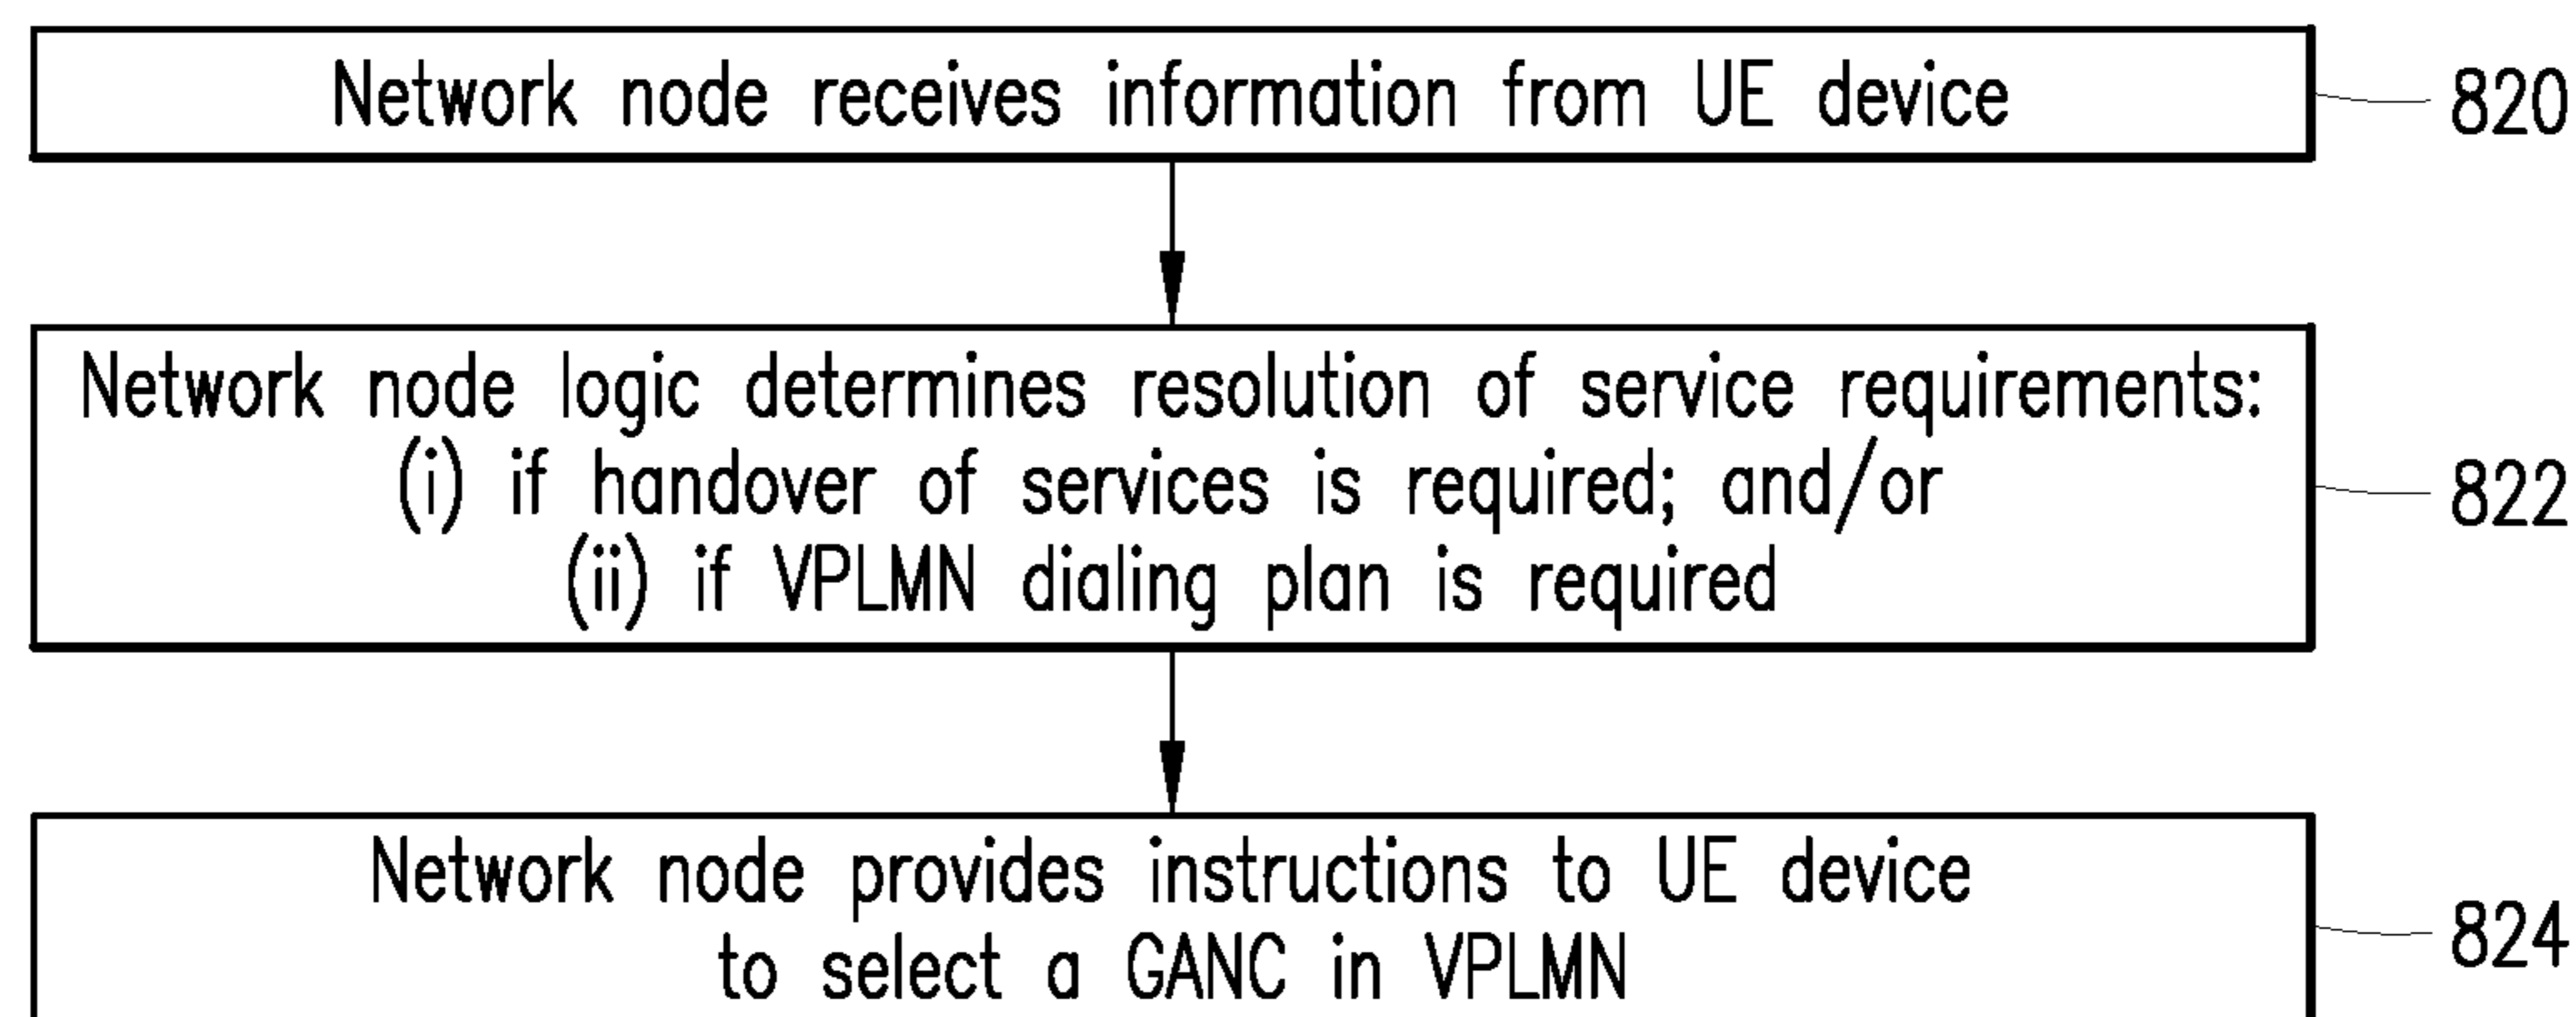 Network node receives information from UE device
820
Network node logic determines resolution of service requirements:
(i) if handover of services is required; and/or
(ii) if VPLMN dialing plan is required
822
Network node provides instructions to UE device
to select a GANC in VPLMN
824